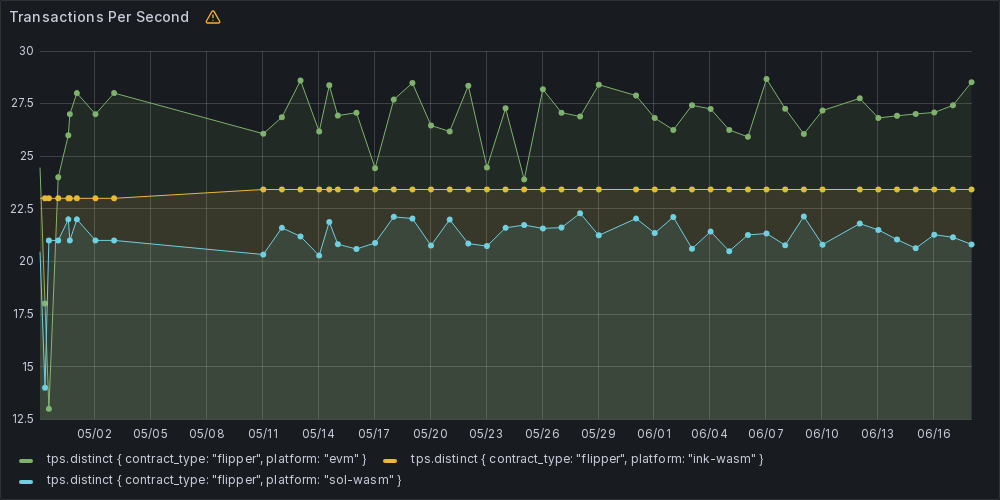 Transactions Per Second
30
27.5
25
22.5
20
17.5
15
12.5
05/02 05/05 05/08 05/11 05/14 05/17 05/20 05/23 05/26 05/29 06/01 06/04 06/07 06/10 06/13 06/16
tps.distinct { contract_type: "flipper", platform: "evm" } tps.distinct { contract_type: "flipper", platform: "ink-wasm" }
tps.distinct { contract_type: "flipper", platform: "sol-wasm" }